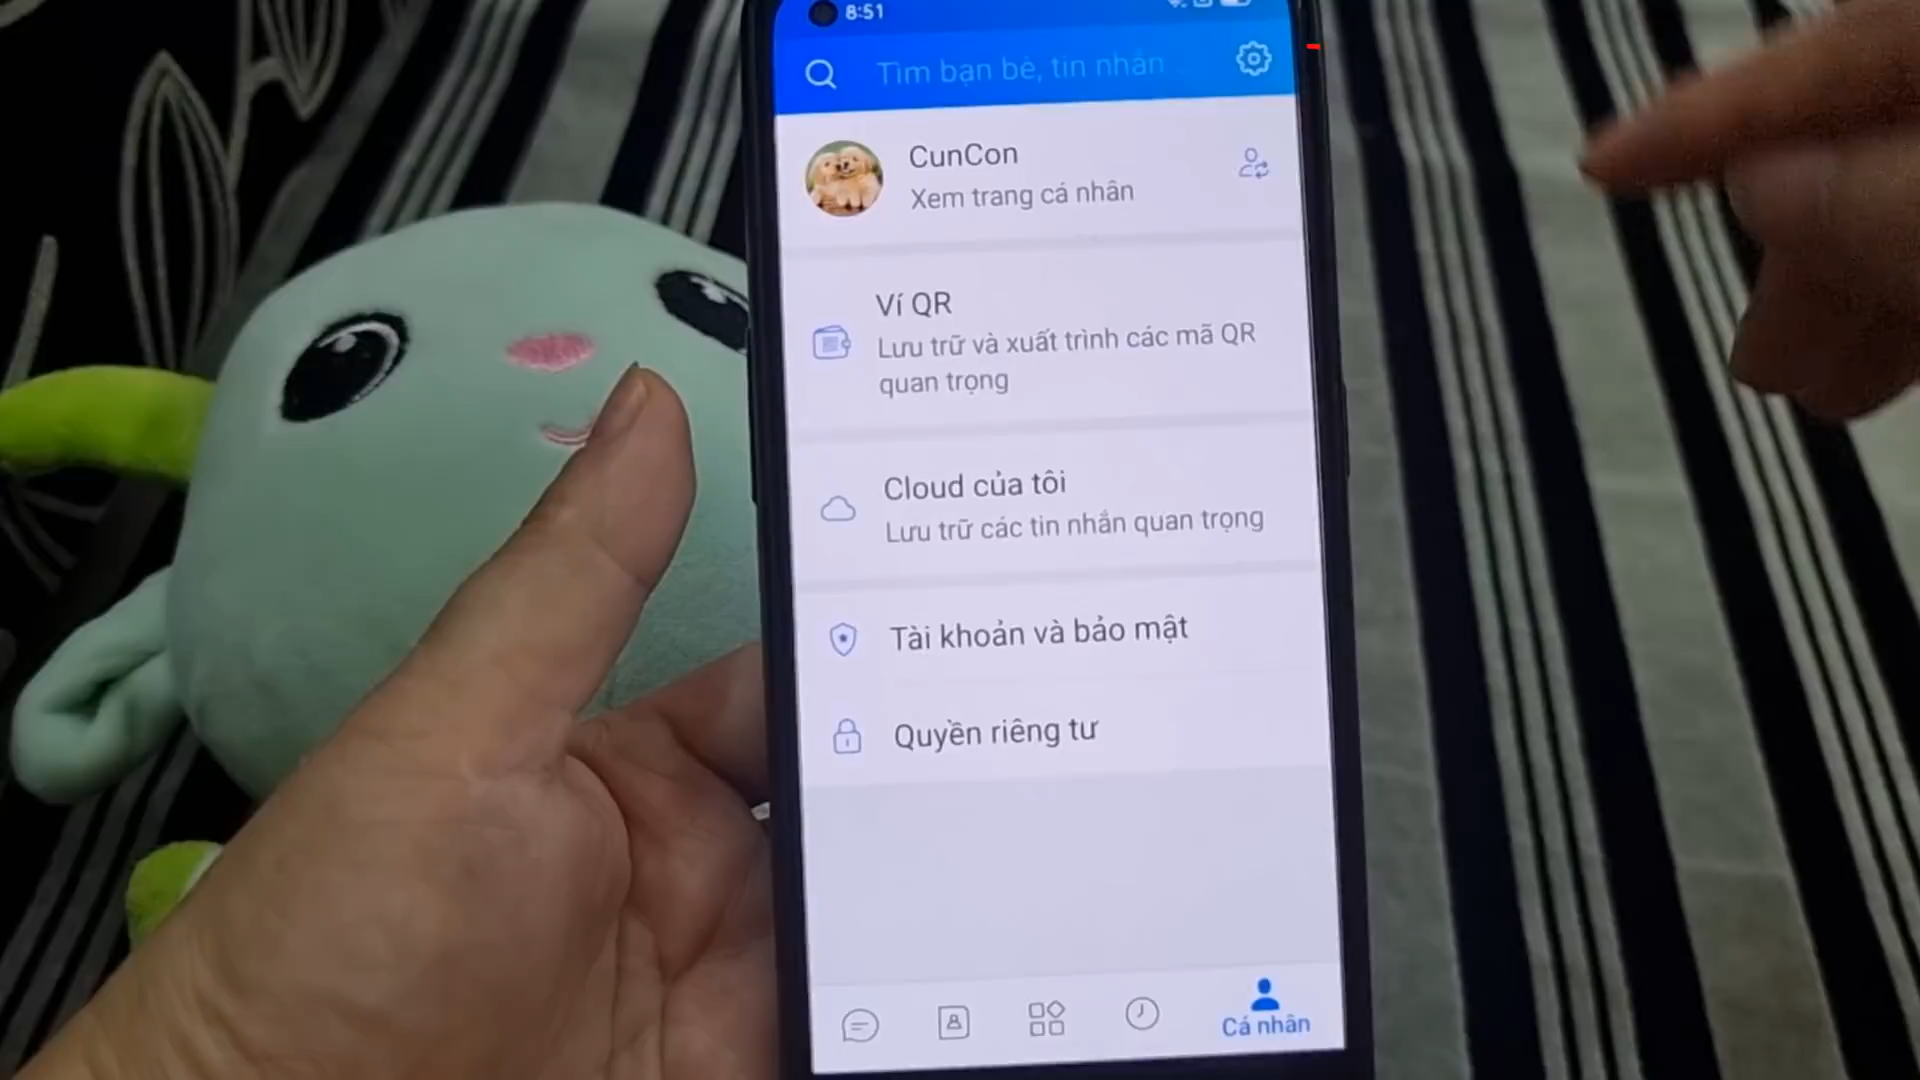 8:51
Tìm bạn bè, tin nhắn ...
CunCon
Xem trang cá nhân
Ví QR
Lưu trữ và xuất trình các mã QR
quan trọng
Cloud của tôi
Lưu trữ các tin nhắn quan trọng
Tài khoản và bảo mật
Quyền riêng tư
Cá nhân